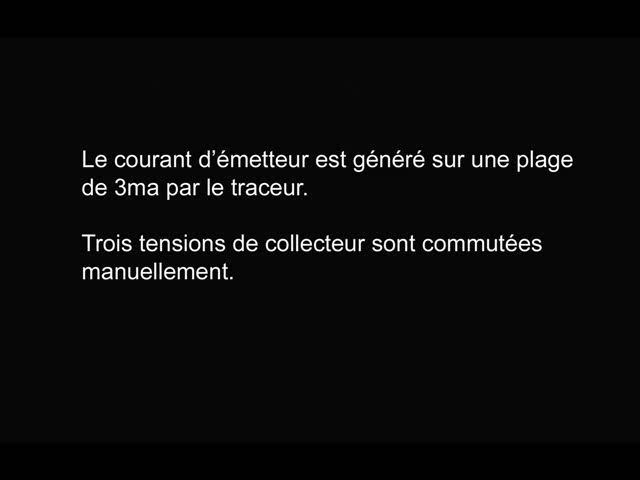 Le courant d’émetteur est généré sur une plage
de 3ma par le traceur.
Trois tensions de collecteur sont commutées
manuellement.